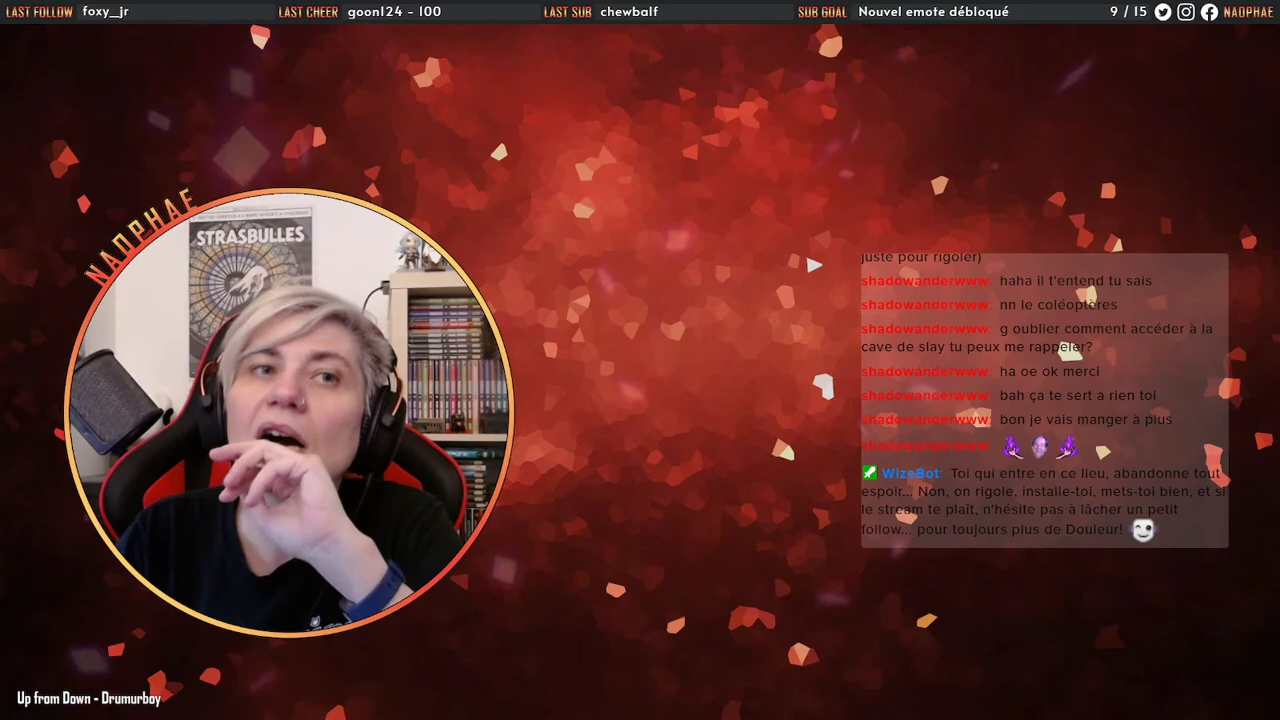 LAST FOLLOW foxy_jr LAST CHEER goon124 - 100 LAST SUB chewbalf SUB GOAL Nouvel emote débloqué 9 / 15 NAOPHAE
NAOPHAE
STRASBULLES
juste pour rigoler)
shadowanderwww: haha il t'entend tu sais
shadowanderwww: nn le coléoptères
shadowanderwww: g oublier comment accéder à la
cave de slay tu peux me rappeler?
shadowanderwww: ha oe ok merci
shadowanderwww: bah ça te sert a rien toi
shadowanderwww: bon je vais manger à plus
shadowanderwww:
WizeBot: Toi qui entre en ce lieu, abandonne tout
espoir... Non, on rigole, installe-toi, mets-toi bien, et si
le stream te plaît, n'hésite pas à lâcher un petit
follow... pour toujours plus de Douleur!
Up from Down - Drumurboy